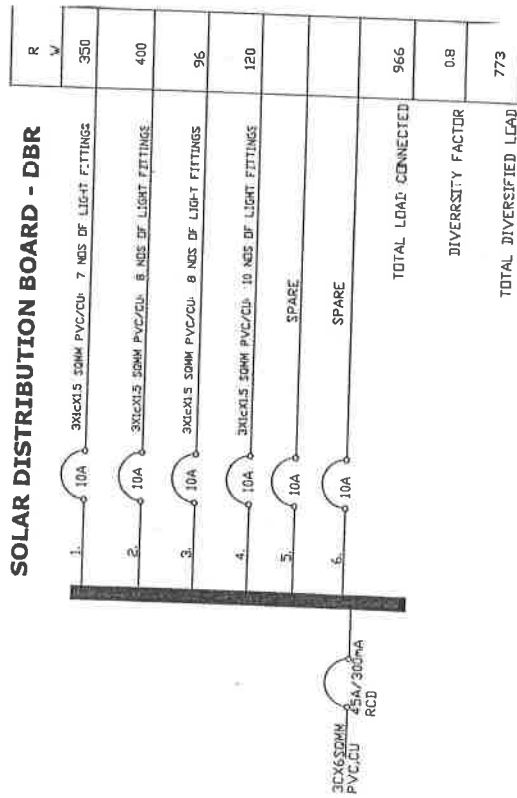 SOLAR DISTRIBUTION BOARD - DBR
R
W
1. 10A 3X1cX1.5 SQMM PVC/CU: 7 NOS OF LIGHT FITTINGS 350
2. 10A 3X1cX1.5 SQMM PVC/CU: 8 NOS OF LIGHT FITTINGS 400
3. 10A 3X1cX1.5 SQMM PVC/CU: 8 NOS OF LIGHT FITTINGS 96
4. 10A 3X1cX1.5 SQMM PVC/CU: 10 NOS OF LIGHT FITTINGS 120
5. 10A SPARE
6. 10A SPARE
3CX6SQMM
PVC,CU
45A/300mA
RCD
TOTAL LOAD CONNECTED 966
DIVERRSITY FACTOR 0.8
TOTAL DIVERSIFIED LEAD 773